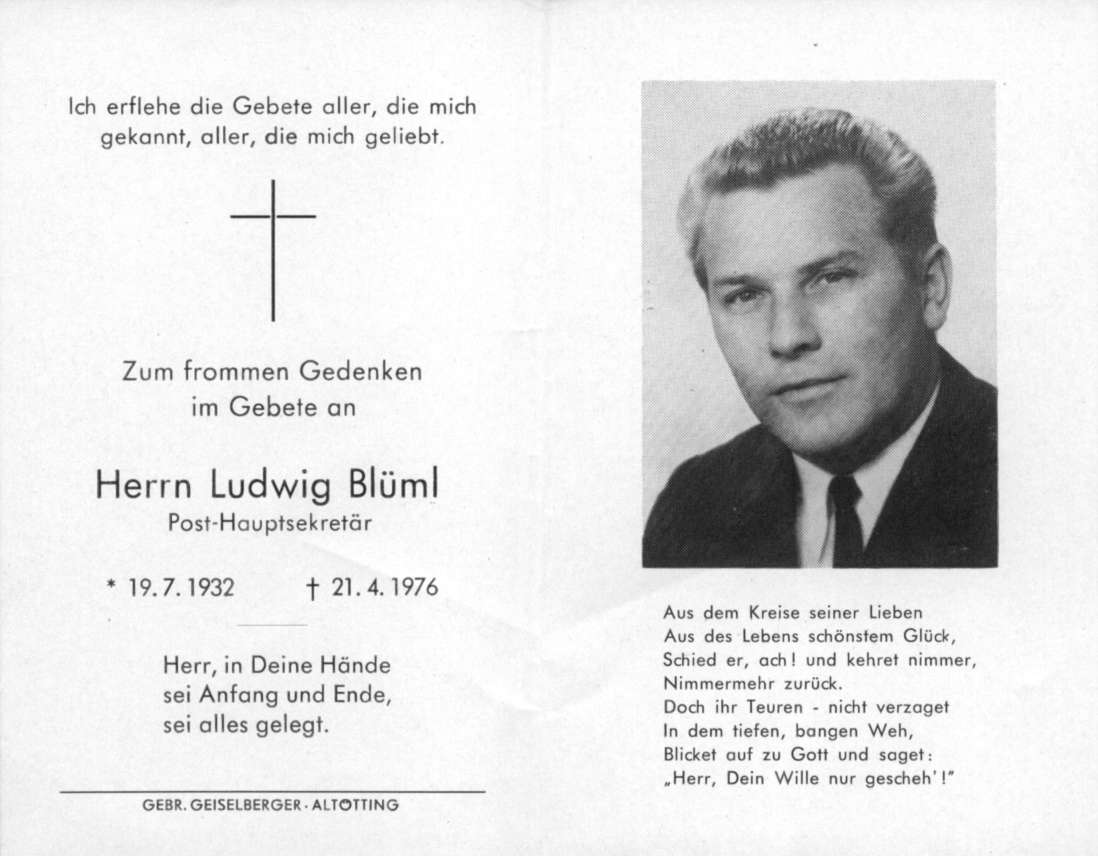 Ich erflehe die Gebete aller, die mich
gekannt, aller, die mich geliebt.
Zum frommen Gedenken
im Gebete an
Herrn Ludwig Blüml
Post-Hauptsekretär
* 19. 7. 1932 † 21. 4. 1976
Herr, in Deine Hände
sei Anfang und Ende,
sei alles gelegt.
GEBR. GEISELBERGER · ALTÖTTING
Aus dem Kreise seiner Lieben
Aus des Lebens schönstem Glück,
Schied er, ach! und kehret nimmer,
Nimmermehr zurück.
Doch ihr Teuren - nicht verzaget
In dem tiefen, bangen Weh,
Blicket auf zu Gott und saget:
„Herr, Dein Wille nur gescheh'!"